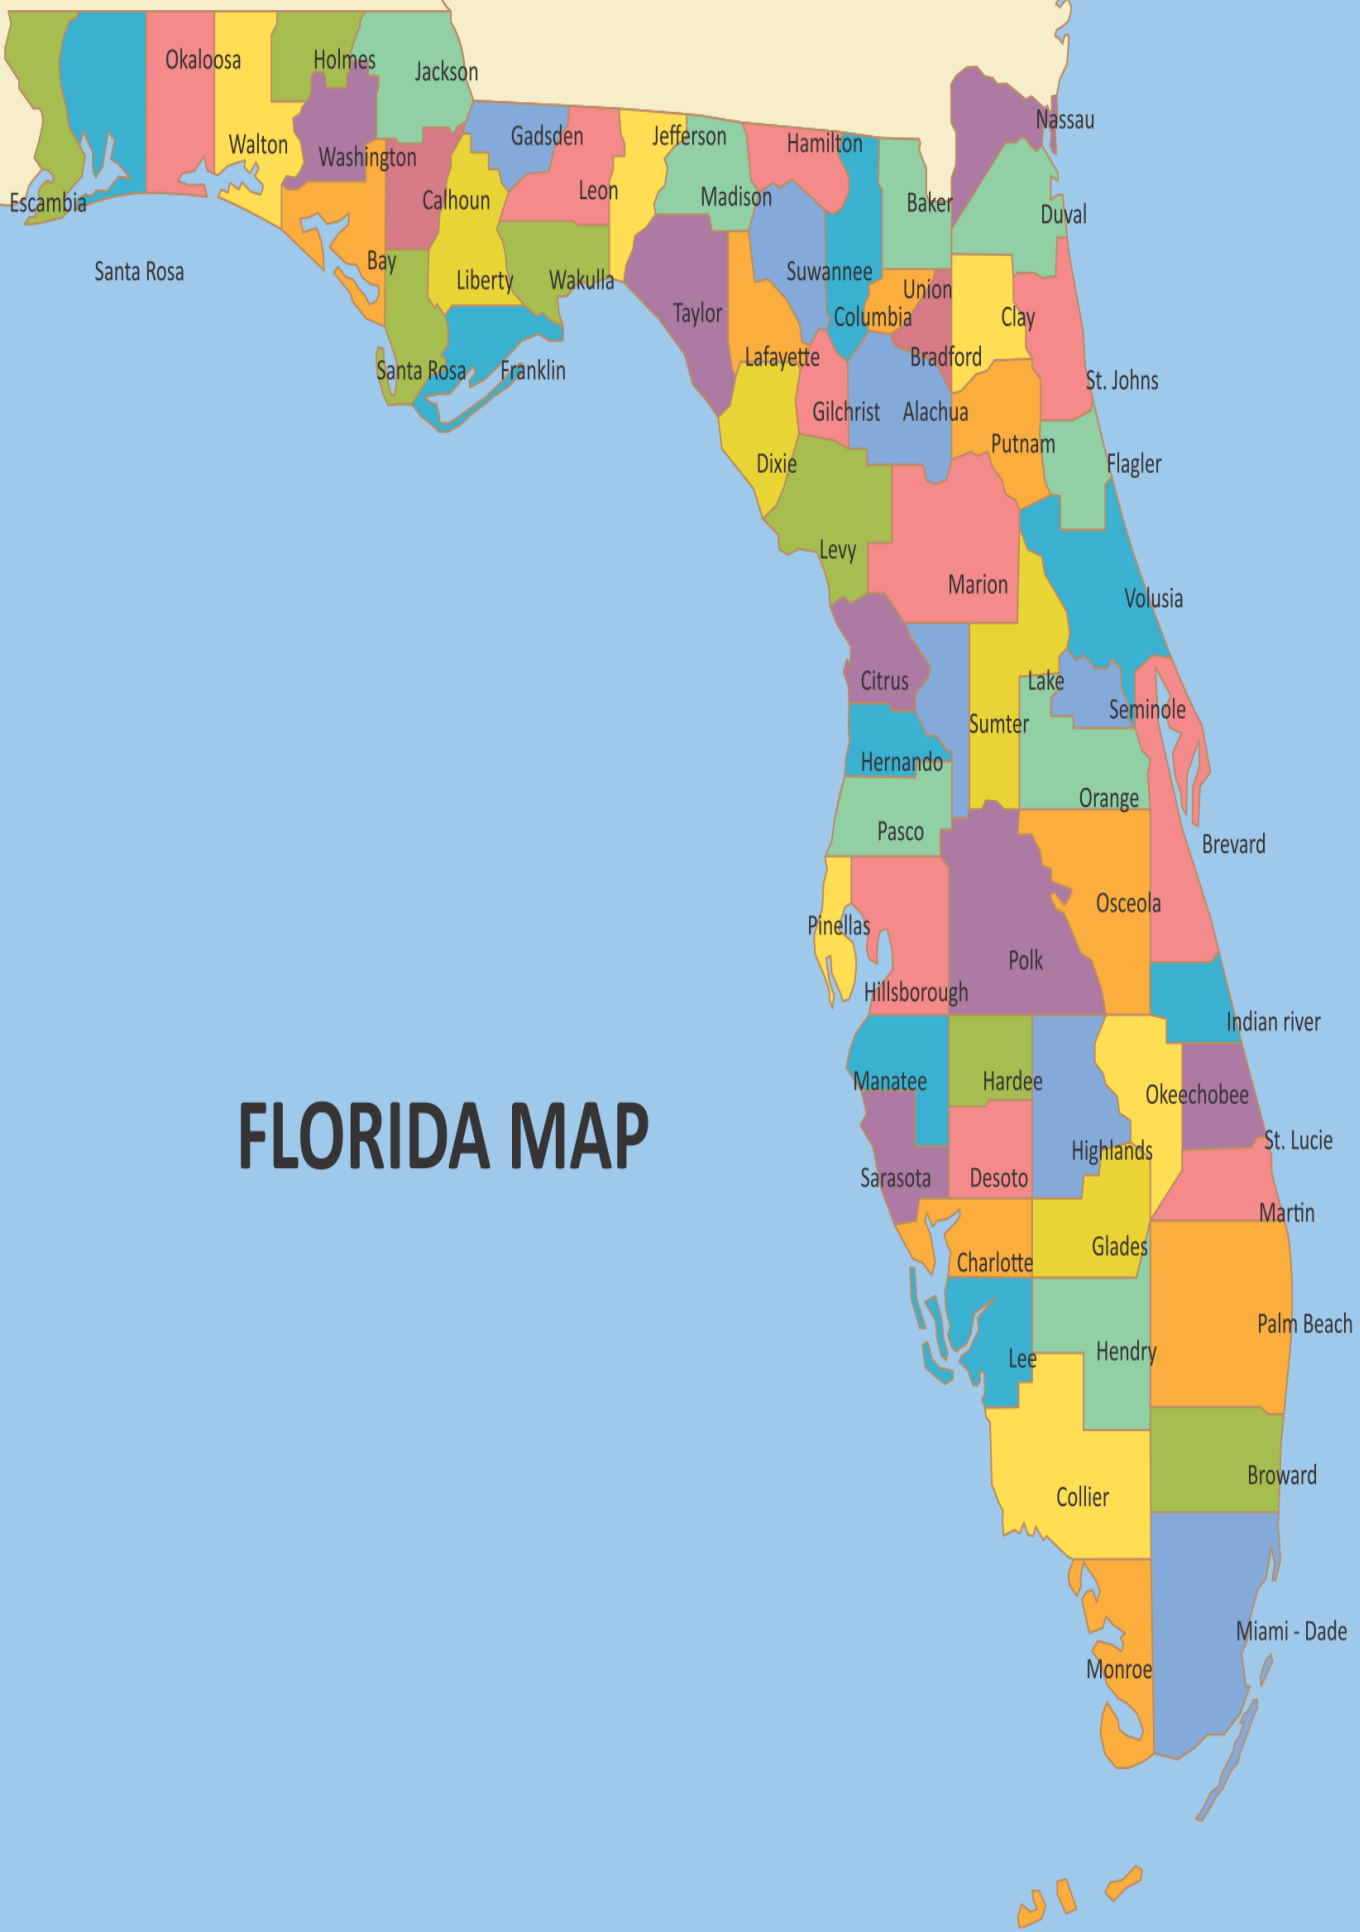 Okaloosa
Holmes
Jackson
Walton
Washington
Gadsden
Jefferson
Hamilton
Nassau
Escambia
Calhoun
Leon
Madison
Baker
Duval
Santa Rosa
Bay
Liberty
Wakulla
Suwannee
Union
Taylor
Columbia
Clay
Santa Rosa
Franklin
Lafayette
Bradford
St. Johns
Gilchrist
Alachua
Putnam
Dixie
Flagler
Levy
Marion
Volusia
Citrus
Lake
Seminole
Sumter
Hernando
Orange
Pasco
Brevard
Osceola
Pinellas
Polk
Hillsborough
Indian river
Manatee
Hardee
Okeechobee
FLORIDA MAP
St. Lucie
Highlands
Sarasota
Desoto
Martin
Glades
Charlotte
Palm Beach
Hendry
Lee
Broward
Collier
Miami - Dade
Monroe